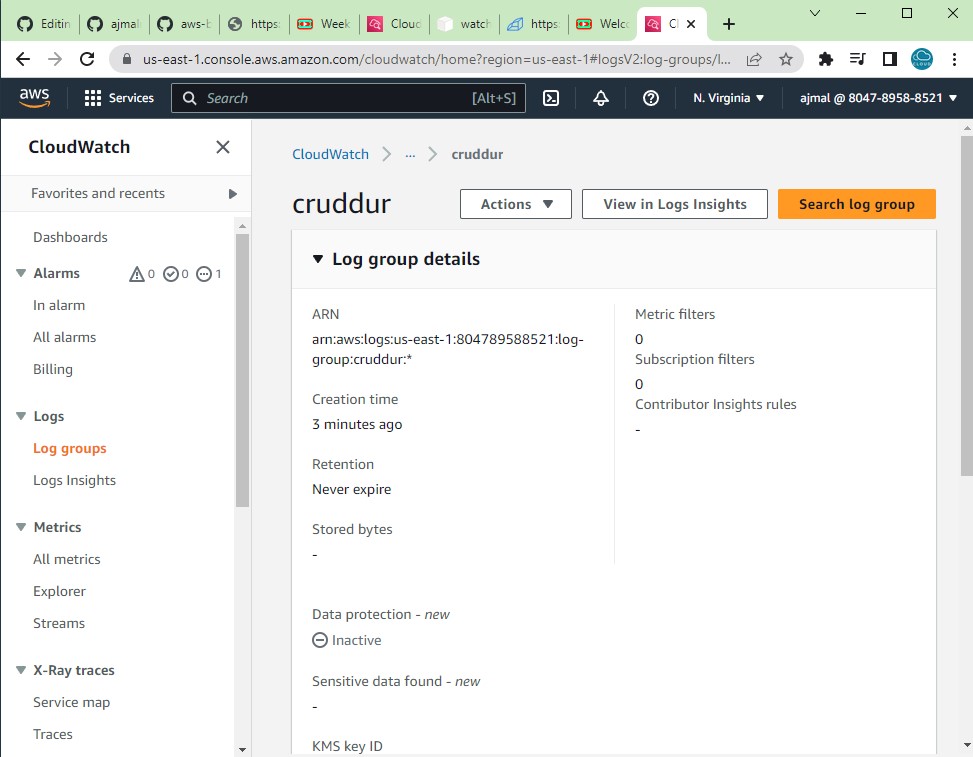 Editin
ajmal
aws-b
https:
Week
Cloud
watch
https:
Welco
Cl
us-east-1.console.aws.amazon.com/cloudwatch/home?region=us-east-1#logsV2:log-groups/l...
aws
Services
Search
[Alt+S]
N. Virginia
ajmal @ 8047-8958-8521
CloudWatch
Favorites and recents
Dashboards
Alarms
0
0
1
In alarm
All alarms
Billing
Logs
Log groups
Logs Insights
Metrics
All metrics
Explorer
Streams
X-Ray traces
Service map
Traces
CloudWatch
...
cruddur
cruddur
Actions
View in Logs Insights
Search log group
Log group details
ARN
arn:aws:logs:us-east-1:804789588521:log-
group:cruddur:*
Creation time
3 minutes ago
Retention
Never expire
Stored bytes
-
Metric filters
0
Subscription filters
0
Contributor Insights rules
-
Data protection - new
Inactive
Sensitive data found - new
-
KMS key ID